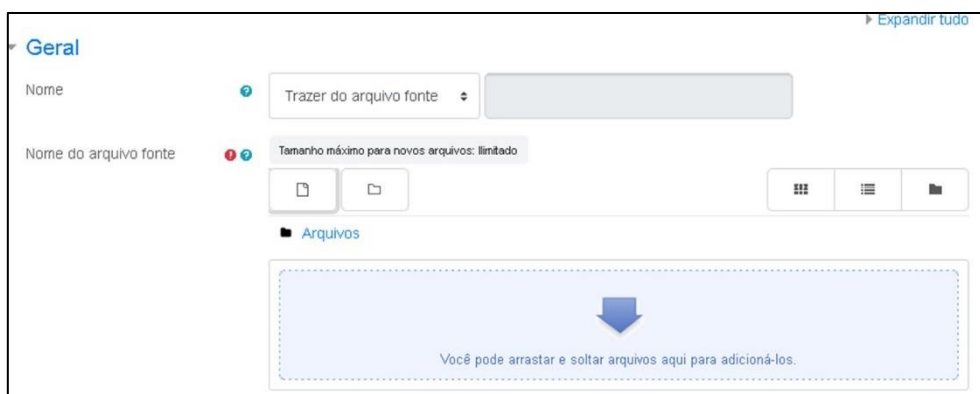 Expandir tudo
Geral
Nome
Trazer do arquivo fonte
Nome do arquivo fonte
Tamanho máximo para novos arquivos: Ilimitado
Arquivos
Você pode arrastar e soltar arquivos aqui para adicioná-los.